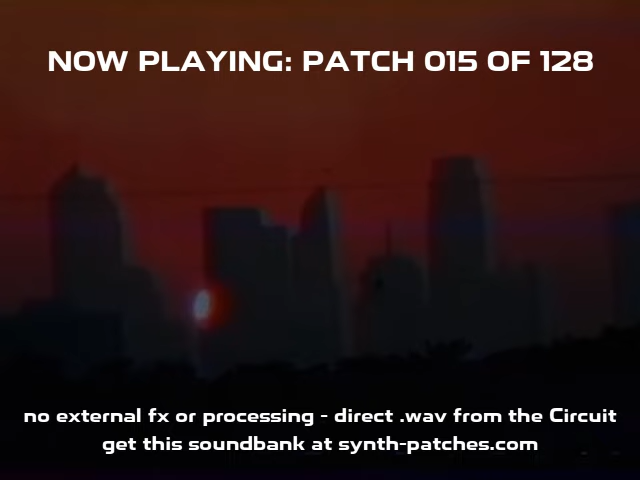 NOW PLAYING: PATCH 015 OF 128
no external fx or processing - direct .wav from the Circuit
get this soundbank at synth-patches.com